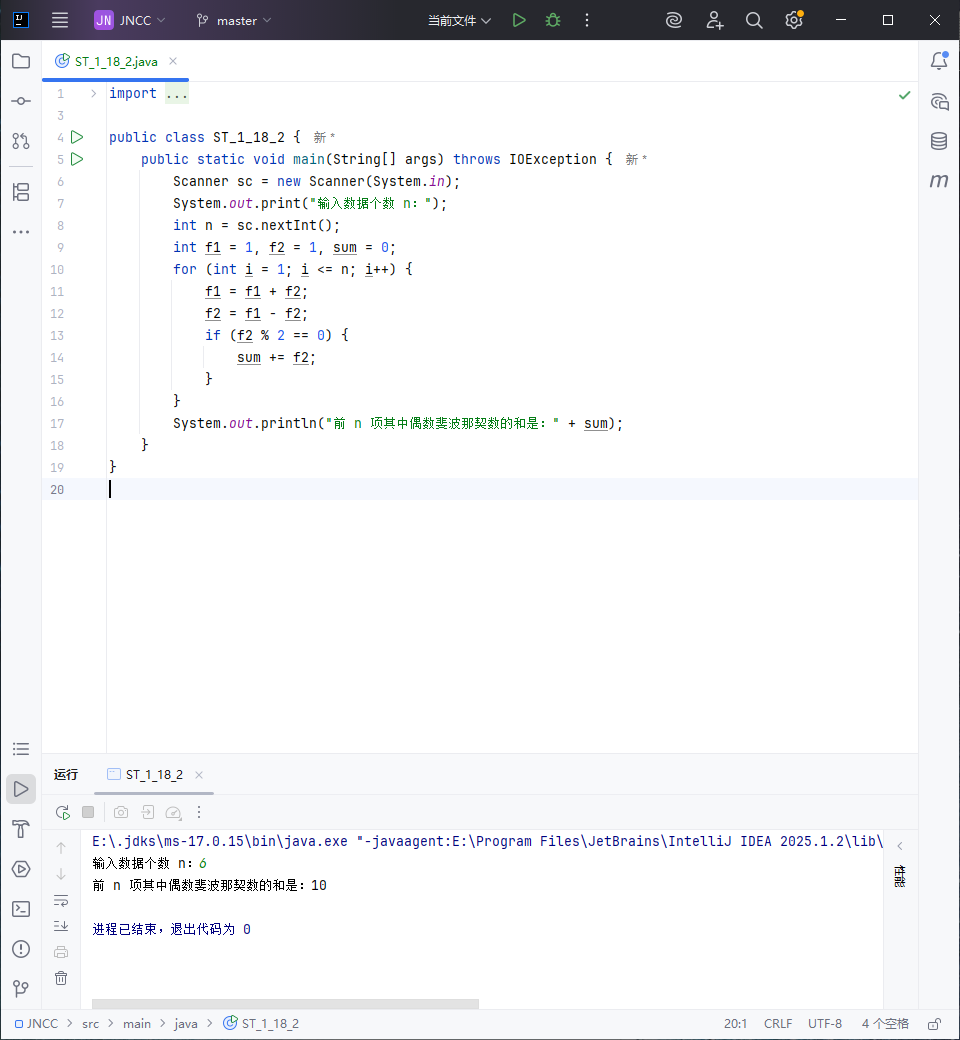 JN JNCC master 当前文件
ST_1_18_2.java
1 import ...
3
4 public class ST_1_18_2 { 新 *
5 public static void main(String[] args) throws IOException { 新 *
6 Scanner sc = new Scanner(System.in);
7 System.out.print("输入数据个数 n：");
8 int n = sc.nextInt();
9 int f1 = 1, f2 = 1, sum = 0;
10 for (int i = 1; i <= n; i++) {
11 f1 = f1 + f2;
12 f2 = f1 - f2;
13 if (f2 % 2 == 0) {
14 sum += f2;
15 }
16 }
17 System.out.println("前 n 项其中偶数斐波那契数的和是：" + sum);
18 }
19 }
20
运行 ST_1_18_2
E:\.jdks\ms-17.0.15\bin\java.exe "-javaagent:E:\Program Files\JetBrains\IntelliJ IDEA 2025.1.2\lib\
输入数据个数 n：6
前 n 项其中偶数斐波那契数的和是：10
进程已结束，退出代码为 0
性能
JNCC > src > main > java > ST_1_18_2 20:1 CRLF UTF-8 4 个空格